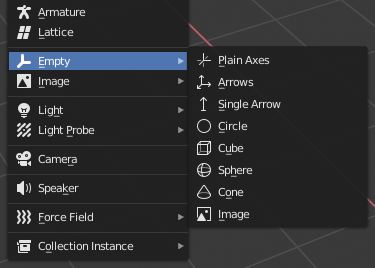 Armature
Lattice
Empty
Image
Light
Light Probe
Camera
Speaker
Force Field
Collection Instance
Plain Axes
Arrows
Single Arrow
Circle
Cube
Sphere
Cone
Image